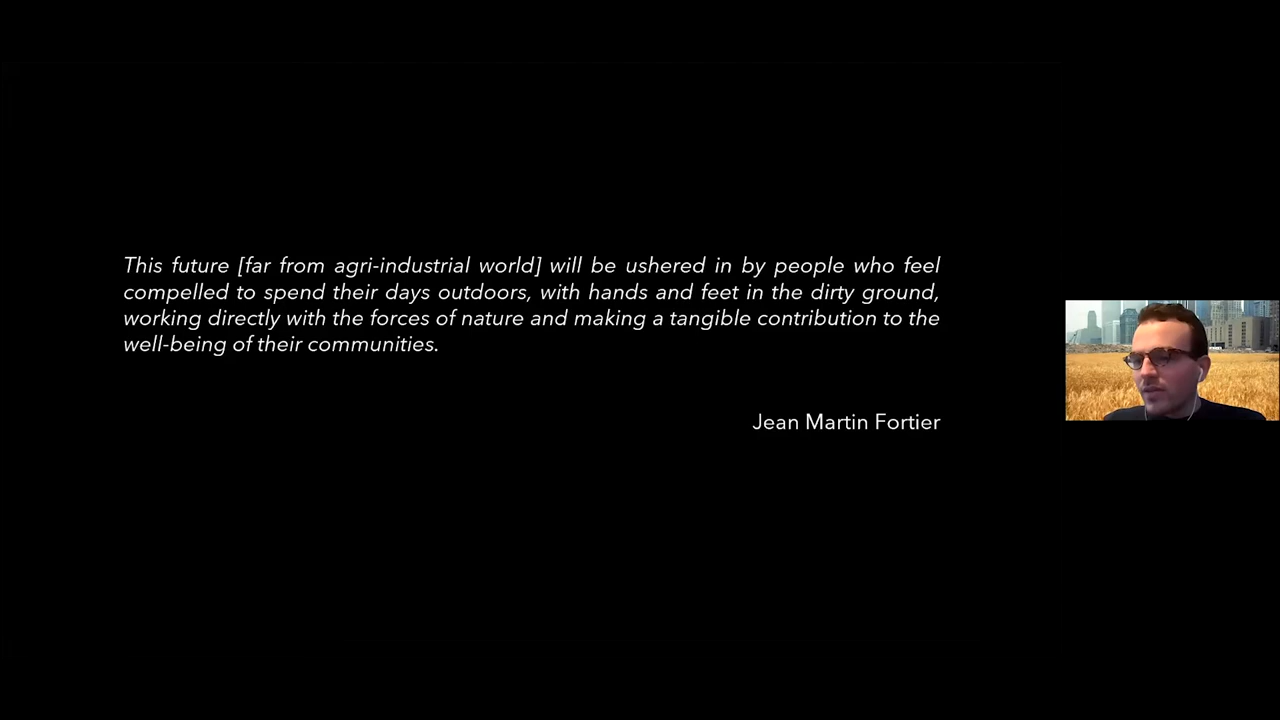 This future [far from agri-industrial world] will be ushered in by people who feel
compelled to spend their days outdoors, with hands and feet in the dirty ground,
working directly with the forces of nature and making a tangible contribution to the
well-being of their communities.
Jean Martin Fortier